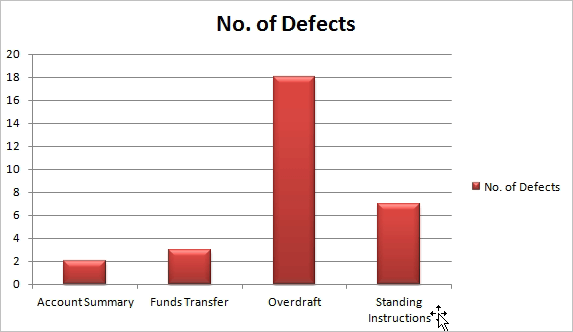 No. of Defects
20
18
16
14
12
10
8
6
4
2
0
Account Summary
Funds Transfer
Overdraft
Standing
Instructions
No. of Defects